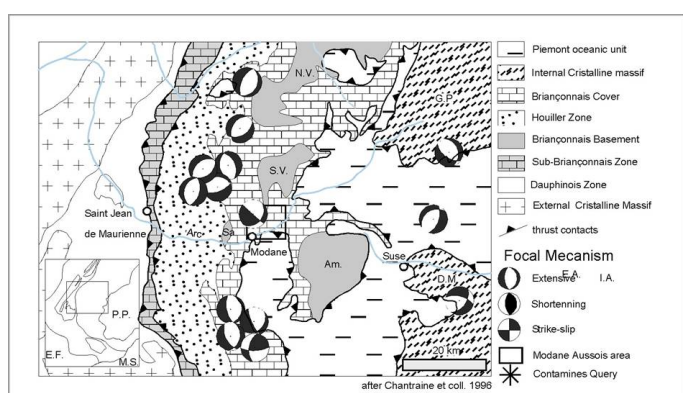 N.V.
G.P.
S.V.
Saint Jean
de Maurienne
Arc
Sa
Modane
Am.
Suse
D.M.
P.P.
E.F.
M.S.
20 km
after Chantraine et coll. 1996
Piemont oceanic unit
Internal Cristalline massif
Briançonnais Cover
Houiller Zone
Briançonnais Basement
Sub-Briançonnais Zone
Dauphinois Zone
External Cristalline Massif
thrust contacts
Focal Mecanism
Extensive
E.A.
I.A.
Shortenning
Strike-slip
Modane Aussois area
Contamines Query